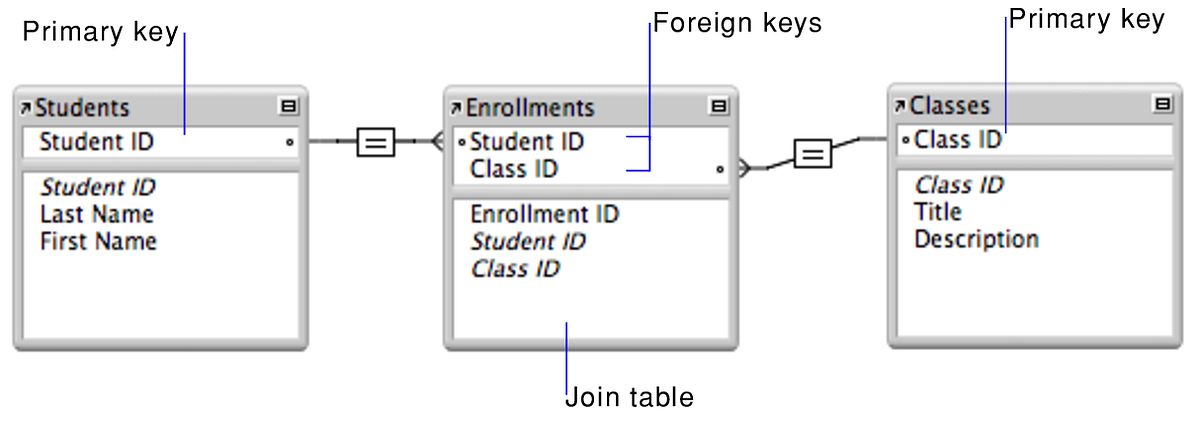 Primary key
Foreign keys
Primary key
Students
Student ID
Student ID
Last Name
First Name
=
Enrollments
Student ID
Class ID
Enrollment ID
Student ID
Class ID
=
Classes
Class ID
Class ID
Title
Description
Join table